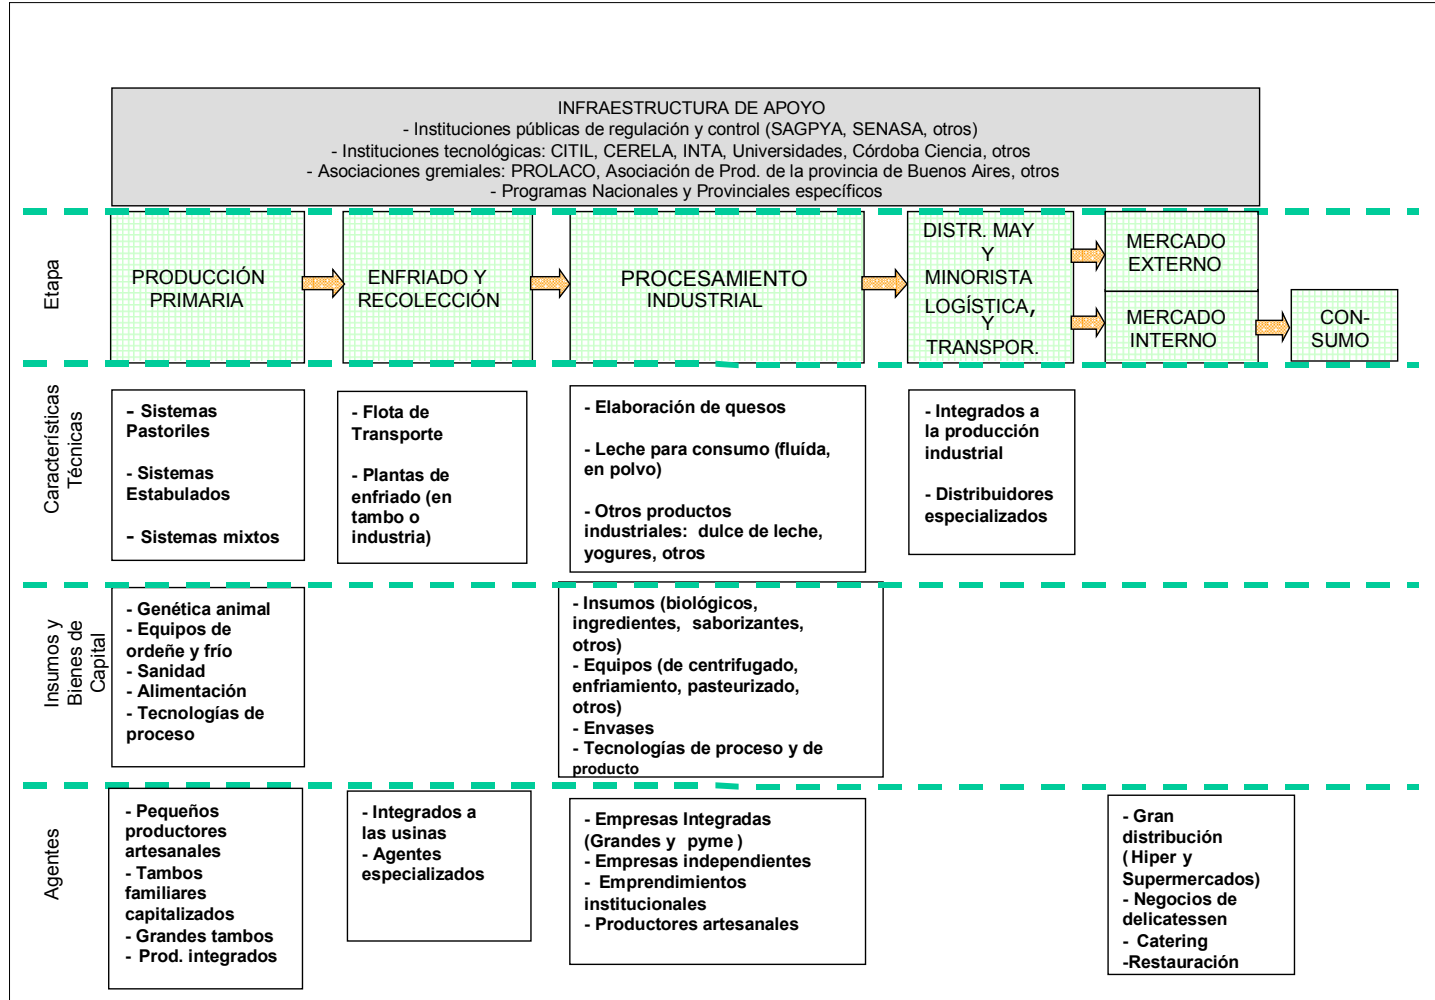 INFRAESTRUCTURA DE APOYO
- Instituciones públicas de regulación y control (SAGPYA, SENASA, otros)
- Instituciones tecnológicas: CITIL, CERELA, INTA, Universidades, Córdoba Ciencia, otros
- Asociaciones gremiales: PROLACO, Asociación de Prod. de la provincia de Buenos Aires, otros
- Programas Nacionales y Provinciales específicos
Etapa
PRODUCCIÓN
PRIMARIA
ENFRIADO Y
RECOLECCIÓN
PROCESAMIENTO
INDUSTRIAL
DISTR. MAY
Y
MINORISTA
LOGÍSTICA,
Y
TRANSPOR.
MERCADO
EXTERNO
MERCADO
INTERNO
CON-
SUMO
Características
Técnicas
- Sistemas
Pastoriles
- Sistemas
Estabulados
- Sistemas mixtos
- Flota de
Transporte
- Plantas de
enfriado (en
tambo o
industria)
- Elaboración de quesos
- Leche para consumo (fluída,
en polvo)
- Otros productos
industriales: dulce de leche,
yogures, otros
- Integrados a
la producción
industrial
- Distribuidores
especializados
Insumos y
Bienes de
Capital
- Genética animal
- Equipos de
ordeñe y frío
- Sanidad
- Alimentación
- Tecnologías de
proceso
- Insumos (biológicos,
ingredientes, saborizantes,
otros)
- Equipos (de centrifugado,
enfriamiento, pasteurizado,
otros)
- Envases
- Tecnologías de proceso y de
producto
Agentes
- Pequeños
productores
artesanales
- Tambos
familiares
capitalizados
- Grandes tambos
- Prod. integrados
- Integrados a
las usinas
- Agentes
especializados
- Empresas Integradas
(Grandes y pyme )
- Empresas independientes
- Emprendimientos
institucionales
- Productores artesanales
- Gran
distribución
( Hiper y
Supermercados)
- Negocios de
delicatessen
- Catering
-Restauración